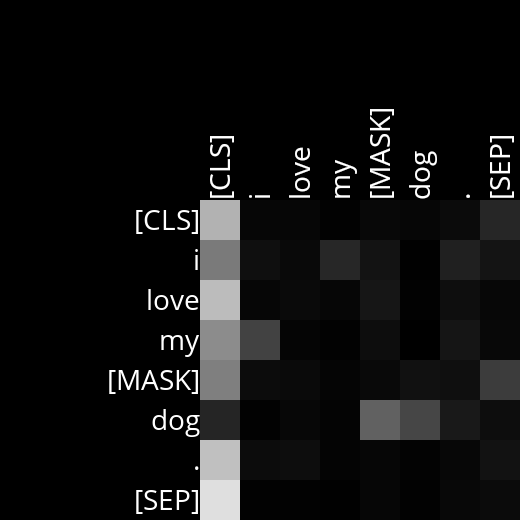 [CLS] i love my [MASK] dog . [SEP]
[CLS]
i
love
my
[MASK]
dog
.
[SEP]